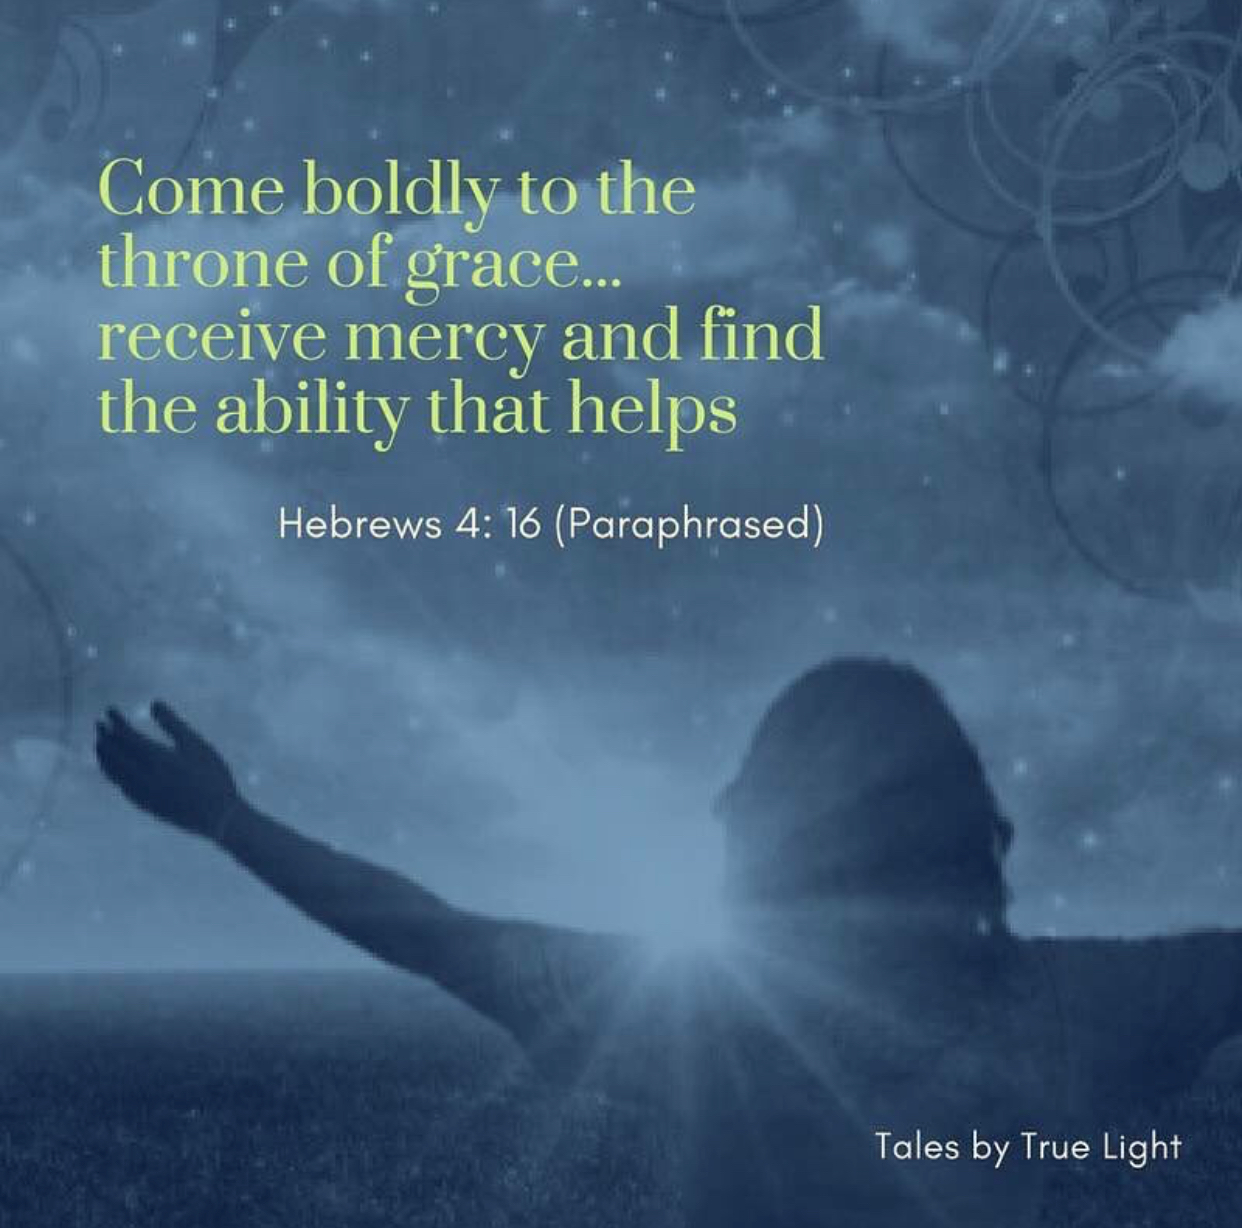 Come boldly to the
throne of grace...
receive mercy and find
the ability that helps
Hebrews 4: 16 (Paraphrased)
Tales by True Light